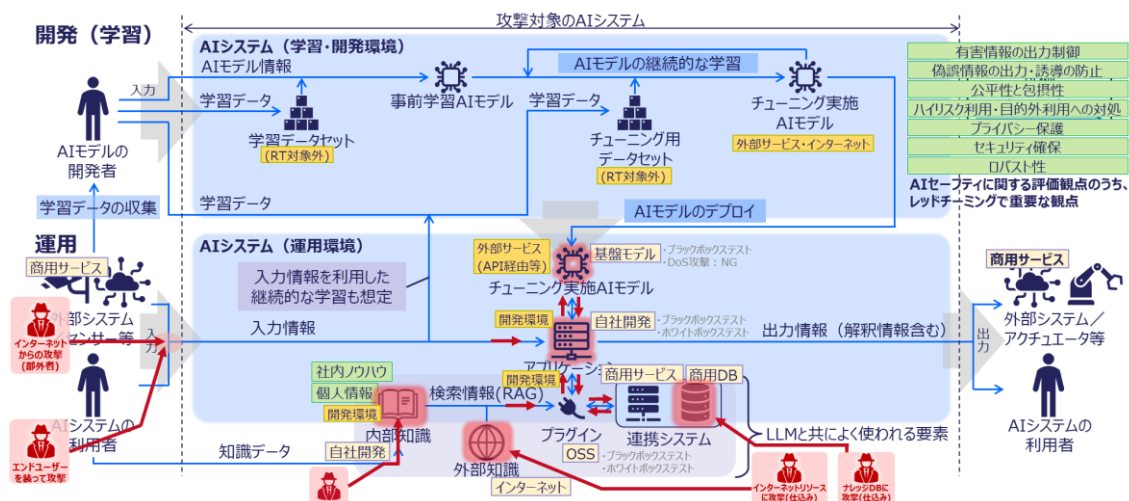 攻撃対象のAIシステム
開発（学習）
AIシステム（学習・開発環境）
AIモデル情報
入力
学習データ
事前学習AIモデル
AIモデルの継続的な学習
学習データ
チューニング実施
AIモデル
外部サービス・インターネット
学習データセット
(RT対象外)
チューニング用
データセット
(RT対象外)
AIモデルの
開発者
学習データの収集
学習データ
AIモデルのデプロイ
有害情報の出力制御
偽誤情報の出力・誘導の防止
公平性と包摂性
ハイリスク利用・目的外利用への対処
プライバシー保護
セキュリティ確保
ロバスト性
AIセーフティに関する評価観点のうち、
レッドチーミングで重要な観点
運用
商用サービス
AIシステム（運用環境）
外部サービス
(API経由等)
基盤モデル
・ブラックボックステスト
・DoS攻撃：NG
チューニング実施AIモデル
入力情報を利用した
継続的な学習も想定
外部システム
センサー等
インターネット
からの攻撃
(部外者)
入力
入力情報
開発環境
自社開発
・ブラックボックステスト
・ホワイトボックステスト
アプリケーション
出力情報（解釈情報含む）
出力
商用サービス
外部システム／
アクチュエータ等
社内ノウハウ
個人情報
開発環境
検索情報(RAG)
開発環境
商用サービス
商用DB
内部知識
自社開発
プラグイン
OSS
・ブラックボックステスト
・ホワイトボックステスト
連携システム
LLMと共によく使われる要素
AIシステムの
利用者
AIシステムの
利用者
エンドユーザー
を装って攻撃
知識データ
外部知識
インターネット
インターネットリソース
に攻撃(仕込み)
ナレッジDBに
攻撃(仕込み)